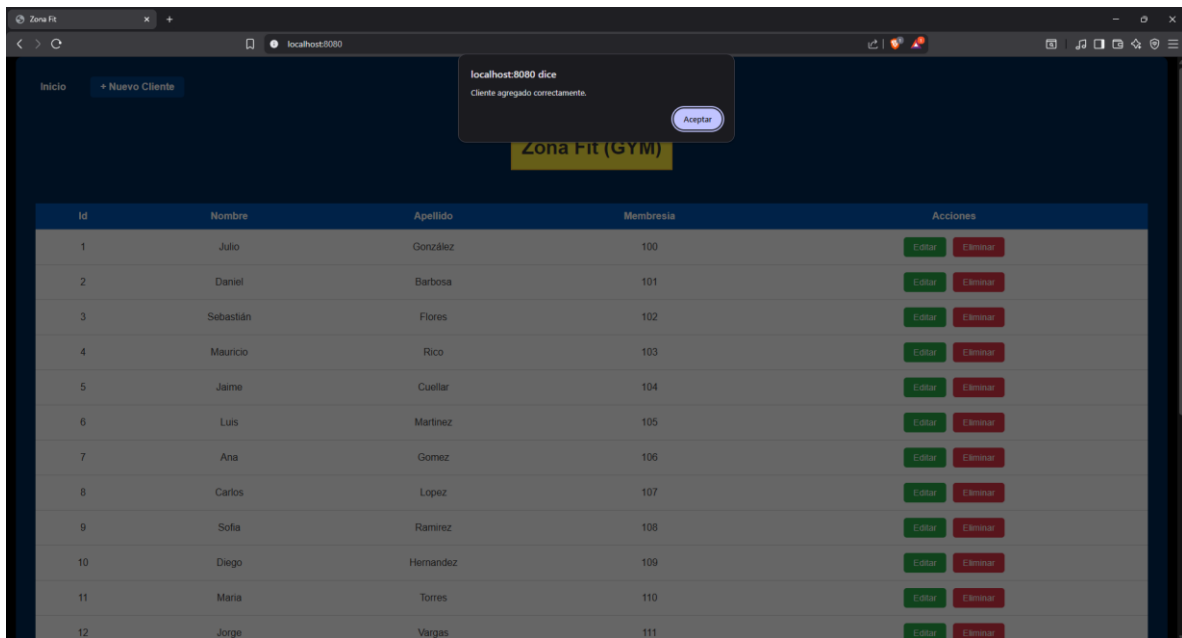 Zona Fit
localhost:8080
localhost:8080 dice
Cliente agregado correctamente.
Aceptar
Inicio + Nuevo Cliente
Zona Fit (GYM)
Id Nombre Apellido Membresia Acciones
1 Julio González 100 Editar Eliminar
2 Daniel Barbosa 101 Editar Eliminar
3 Sebastián Flores 102 Editar Eliminar
4 Mauricio Rico 103 Editar Eliminar
5 Jaime Cuellar 104 Editar Eliminar
6 Luis Martinez 105 Editar Eliminar
7 Ana Gomez 106 Editar Eliminar
8 Carlos Lopez 107 Editar Eliminar
9 Sofia Ramirez 108 Editar Eliminar
10 Diego Hernandez 109 Editar Eliminar
11 Maria Torres 110 Editar Eliminar
12 Jorge Vargas 111 Editar Eliminar